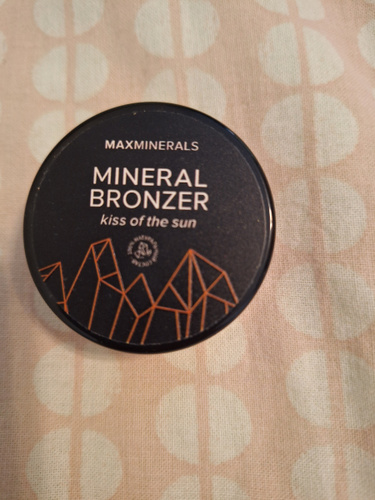 MAXMINERALS
MINERAL
BRONZER
kiss of the sun